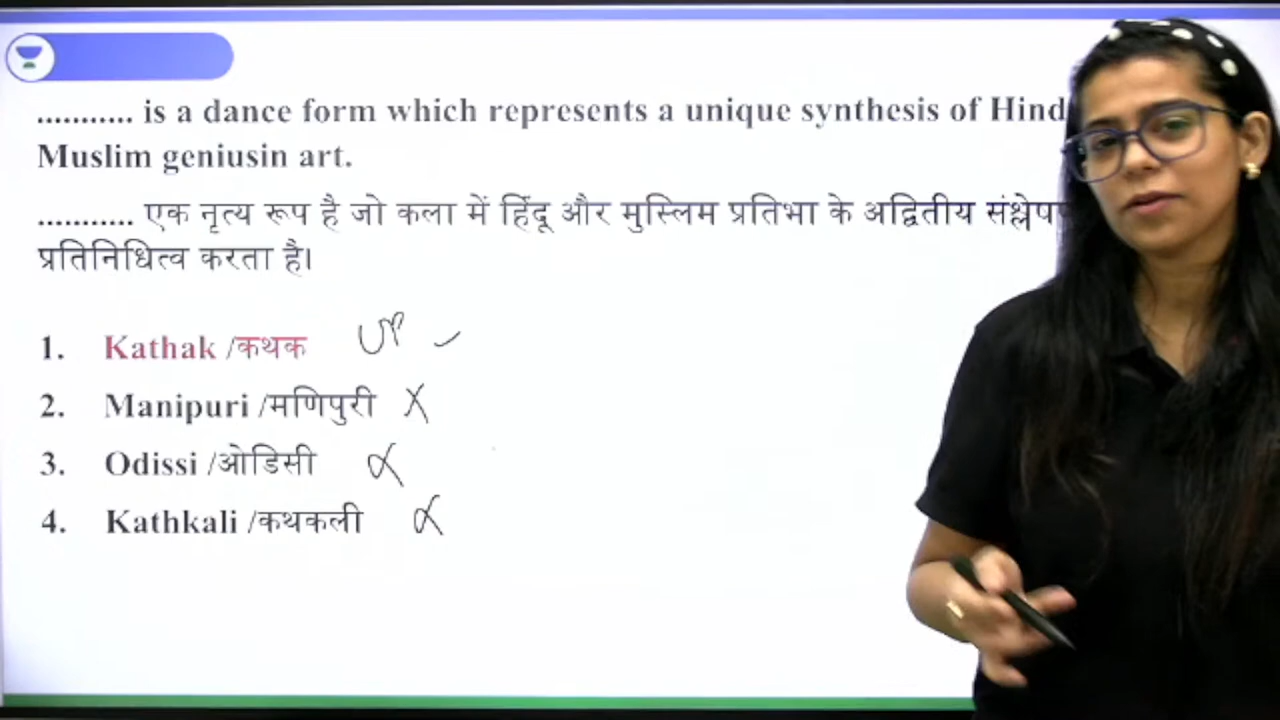 ........... is a dance form which represents a unique synthesis of Hind
Muslim geniusin art.
........... एक नृत्य रूप है जो कला में हिंदू और मुस्लिम प्रतिभा के अद्वितीय
प्रतिनिधित्व करता है।
1. Kathak /कथक UP
2. Manipuri /मणिपुरी X
3. Odissi /ओडिसी
4. Kathkali /कथकली